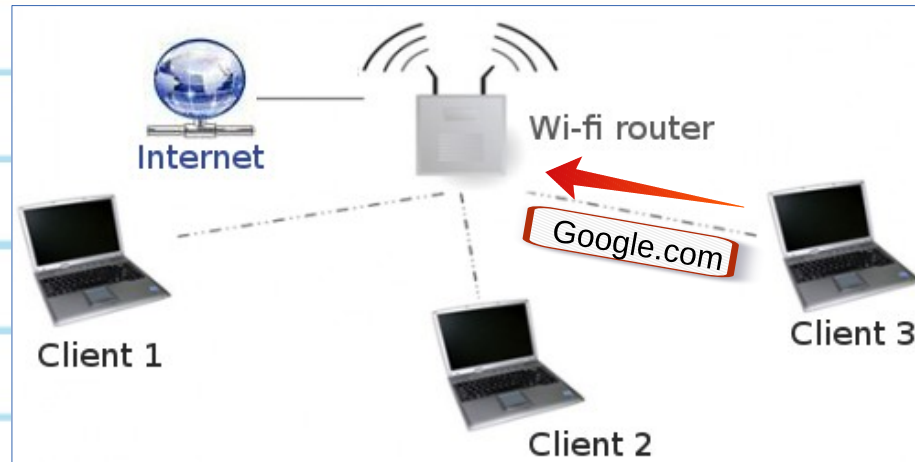 Wi-fi router
Internet
Google.com
Client 3
Client 1
Client 2